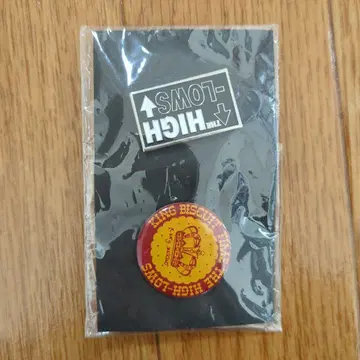 THE HIGH
-LOWS
KING BISCUIT TIME THE HIGH-LOWS